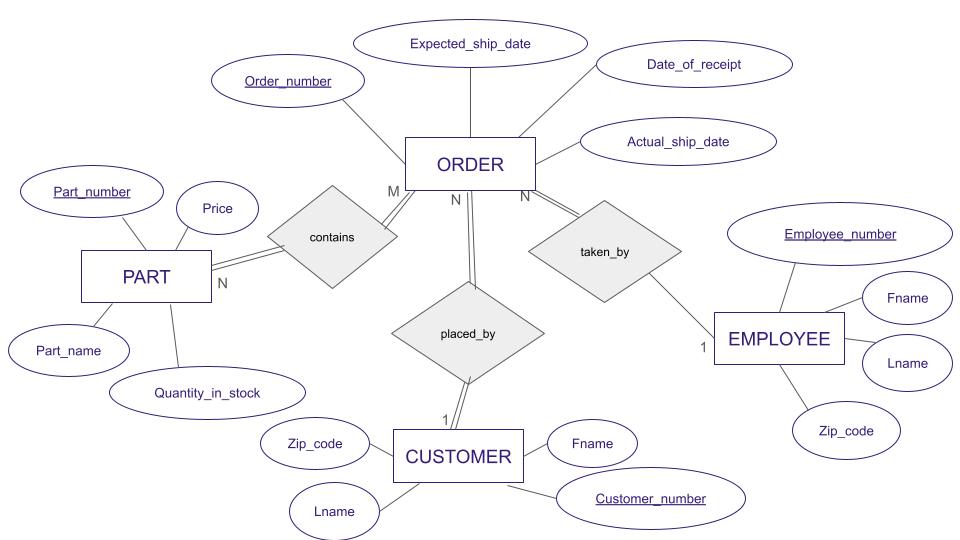 Expected_ship_date
Order_number
Date_of_receipt
Actual_ship_date
ORDER
Part_number
Price
M
N
N
contains
taken_by
Employee_number
PART
N
Fname
placed_by
EMPLOYEE
1
Part_name
Lname
Quantity_in_stock
1
Zip_code
Zip_code
Fname
CUSTOMER
Lname
Customer_number